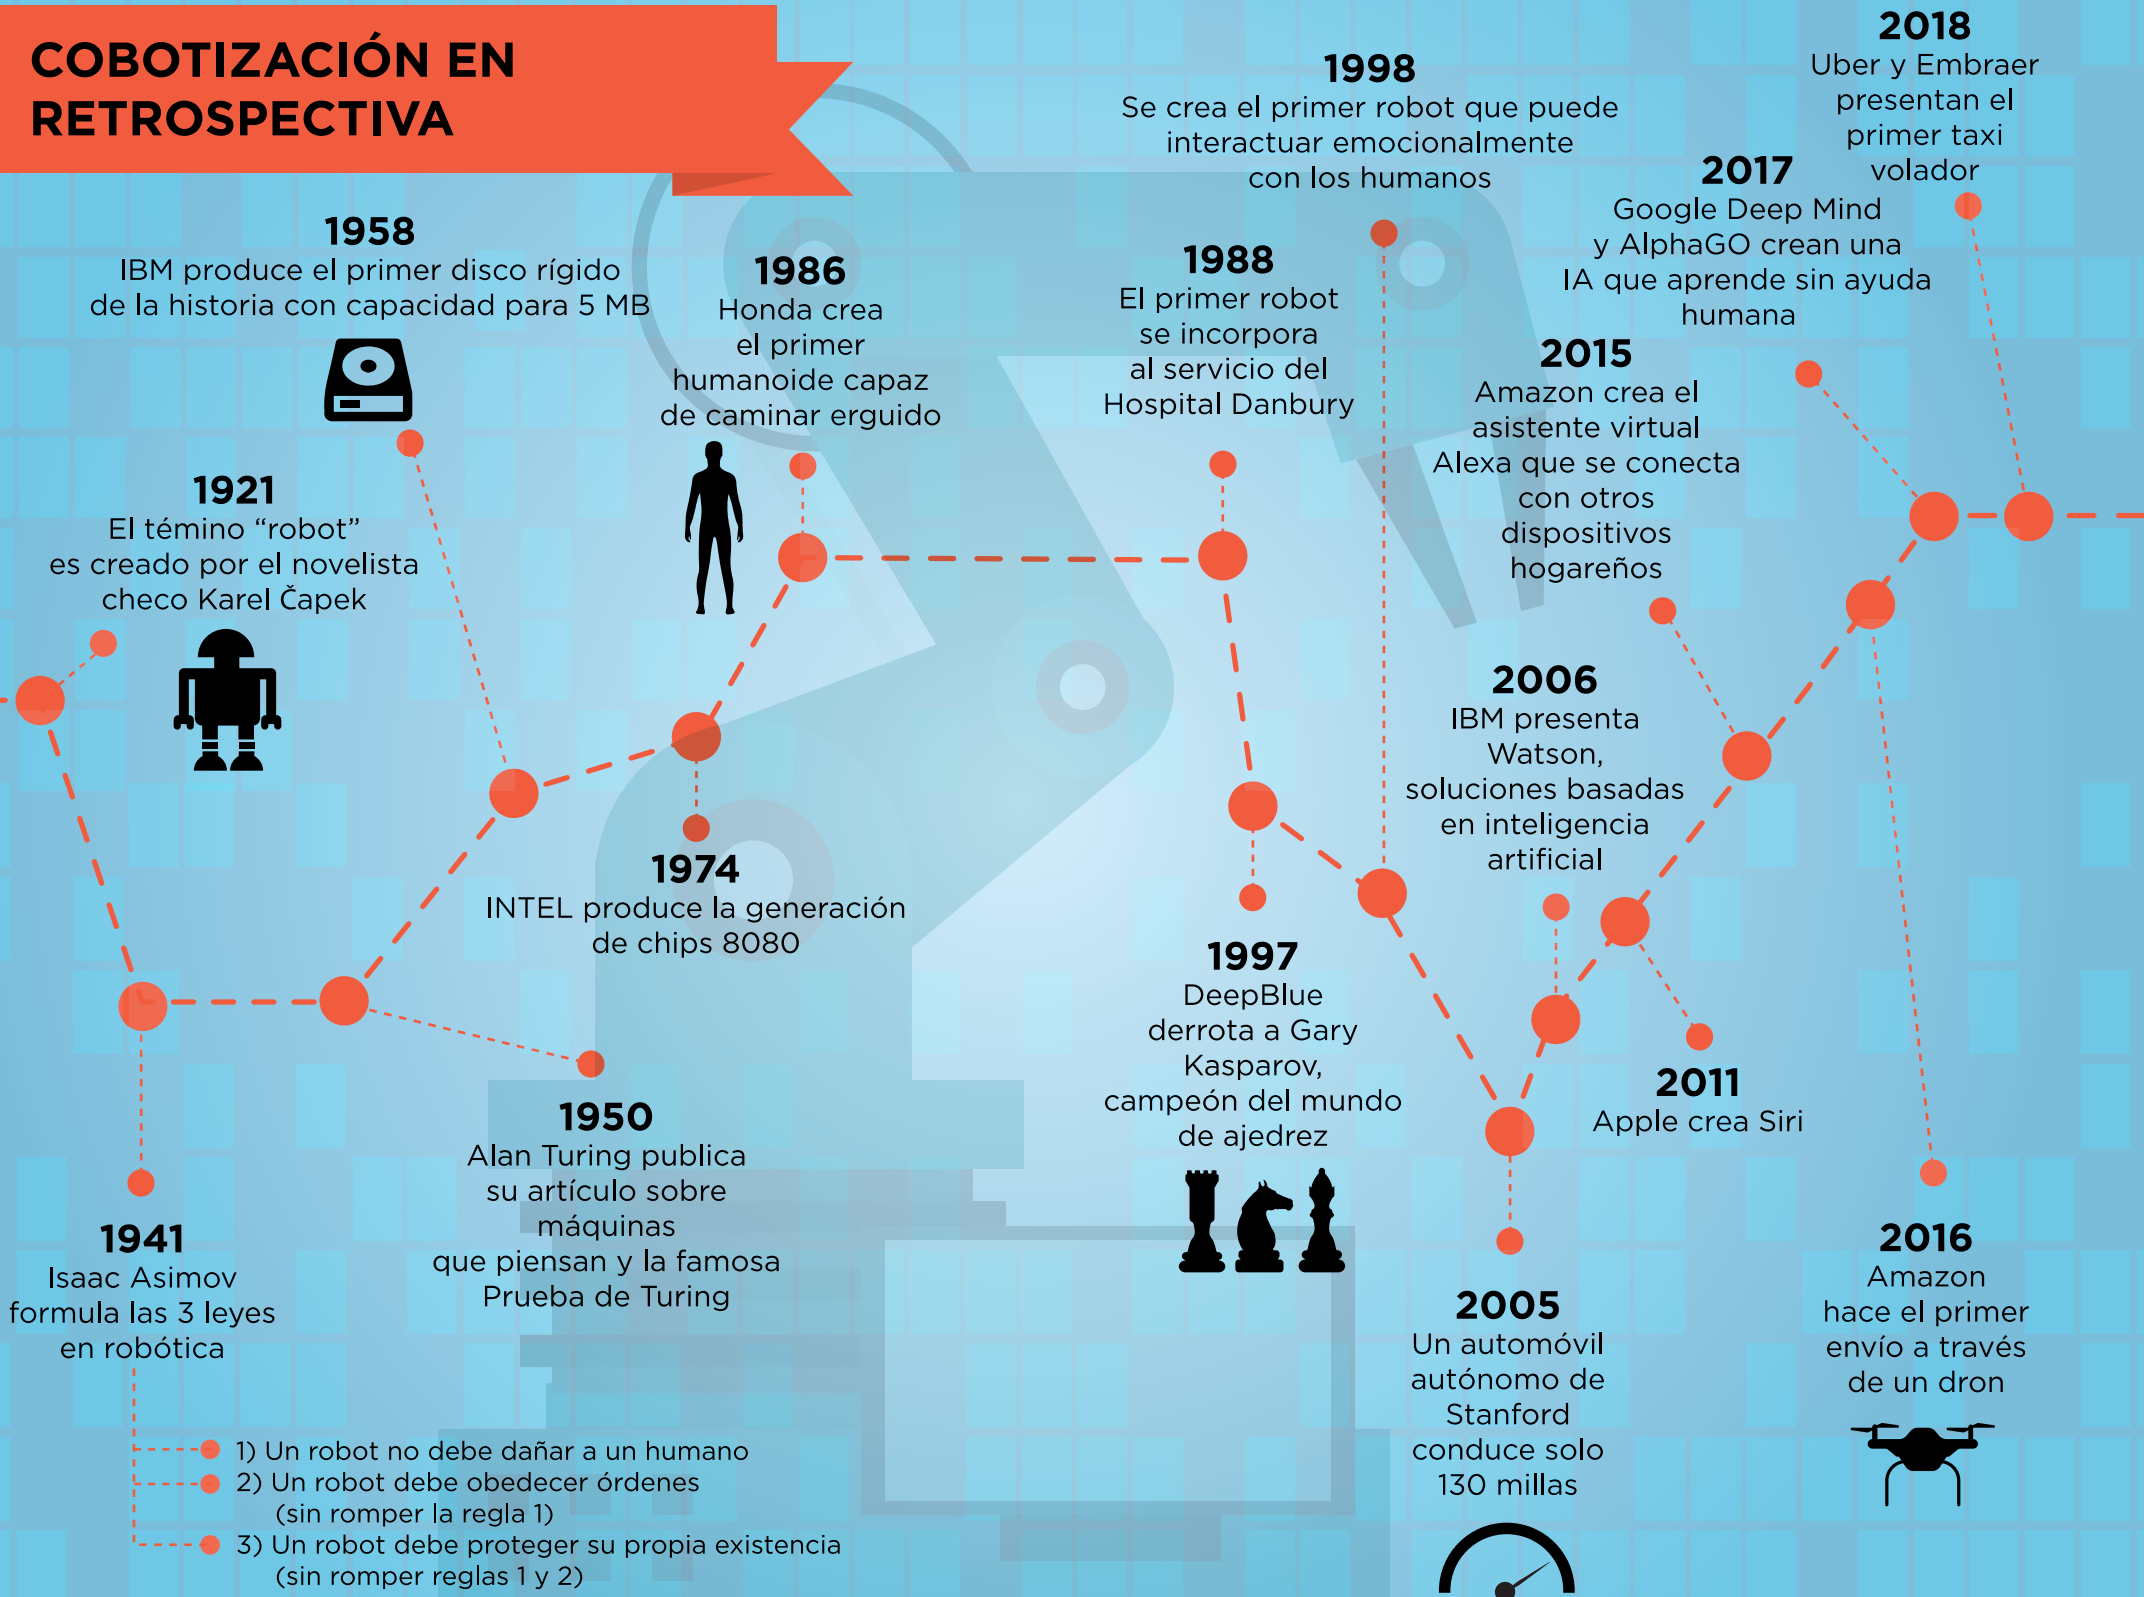 COBOTIZACIÓN EN
RETROSPECTIVA
1921
El témino “robot”
es creado por el novelista
checo Karel Čapek
1941
Isaac Asimov
formula las 3 leyes
en robótica
1) Un robot no debe dañar a un humano
2) Un robot debe obedecer órdenes
(sin romper la regla 1)
3) Un robot debe proteger su propia existencia
(sin romper reglas 1 y 2)
1950
Alan Turing publica
su artículo sobre
máquinas
que piensan y la famosa
Prueba de Turing
1958
IBM produce el primer disco rígido
de la historia con capacidad para 5 MB
1974
INTEL produce la generación
de chips 8080
1986
Honda crea
el primer
humanoide capaz
de caminar erguido
1988
El primer robot
se incorpora
al servicio del
Hospital Danbury
1997
DeepBlue
derrota a Gary
Kasparov,
campeón del mundo
de ajedrez
1998
Se crea el primer robot que puede
interactuar emocionalmente
con los humanos
2005
Un automóvil
autónomo de
Stanford
conduce solo
130 millas
2006
IBM presenta
Watson,
soluciones basadas
en inteligencia
artificial
2011
Apple crea Siri
2015
Amazon crea el
asistente virtual
Alexa que se conecta
con otros
dispositivos
hogareños
2016
Amazon
hace el primer
envío a través
de un dron
2017
Google Deep Mind
y AlphaGO crean una
IA que aprende sin ayuda
humana
2018
Uber y Embraer
presentan el
primer taxi
volador